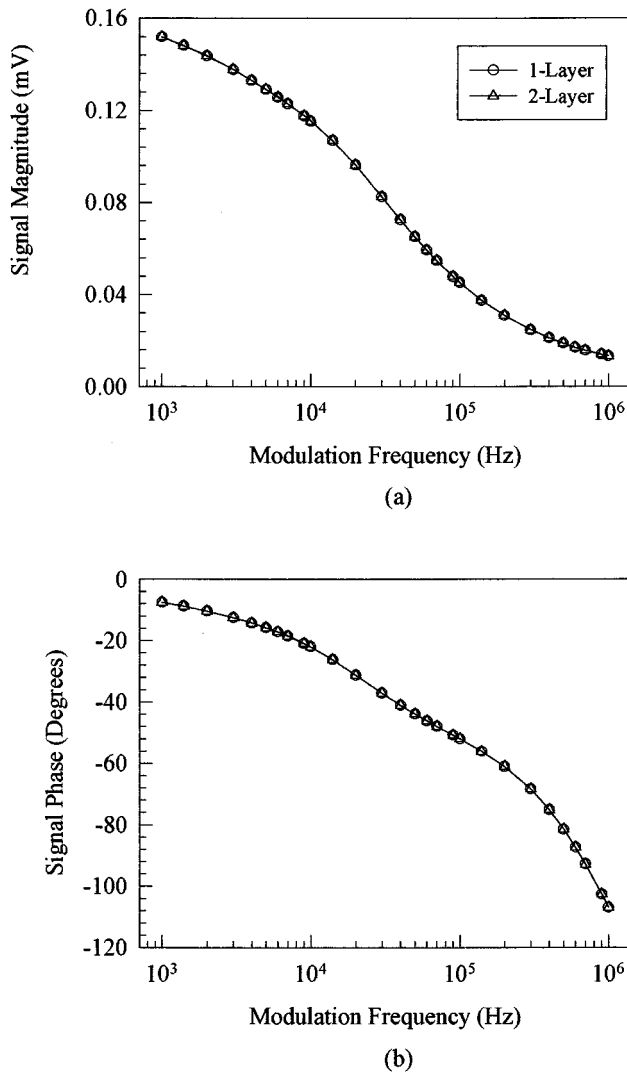 Signal Magnitude (mV)
0.16
0.12
0.08
0.04
0.00
1-Layer
2-Layer
10³ 10⁴ 10⁵ 10⁶
Modulation Frequency (Hz)
(a)
Signal Phase (Degrees)
0
-20
-40
-60
-80
-100
-120
10³ 10⁴ 10⁵ 10⁶
Modulation Frequency (Hz)
(b)